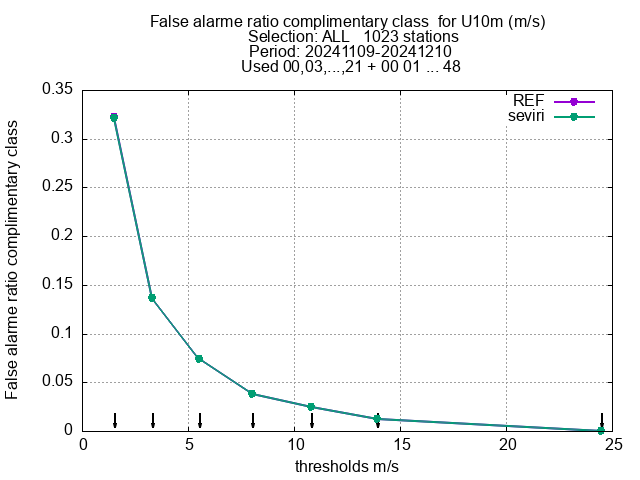 False alarme ratio complimentary class  for U10m (m/s)
Selection: ALL   1023 stations
Period: 20241109-20241210
Used 00,03,...,21 + 00 01 ... 48
REF
seviri
False alarme ratio complimentary class
0.35
0.3
0.25
0.2
0.15
0.1
0.05
0
0 5 10 15 20 25
thresholds m/s